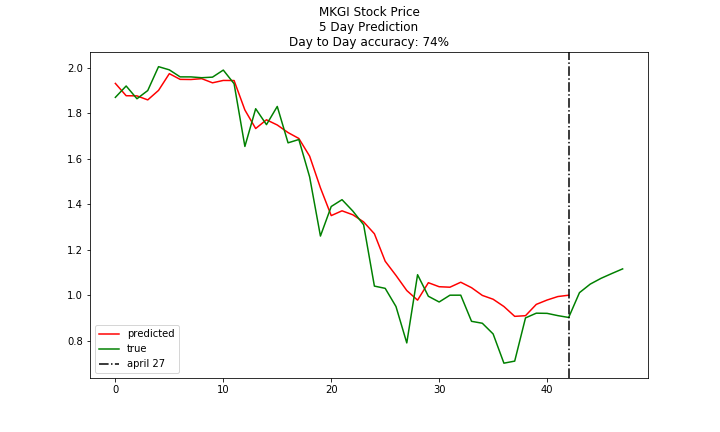 MKGI Stock Price
5 Day Prediction
Day to Day accuracy: 74%
2.0
1.8
1.6
1.4
1.2
1.0
0.8
predicted
true
april 27
0 10 20 30 40